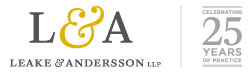 L&A
LEAKE & ANDERSSON LLP
CELEBRATING
25
YEARS
OF PRACTICE